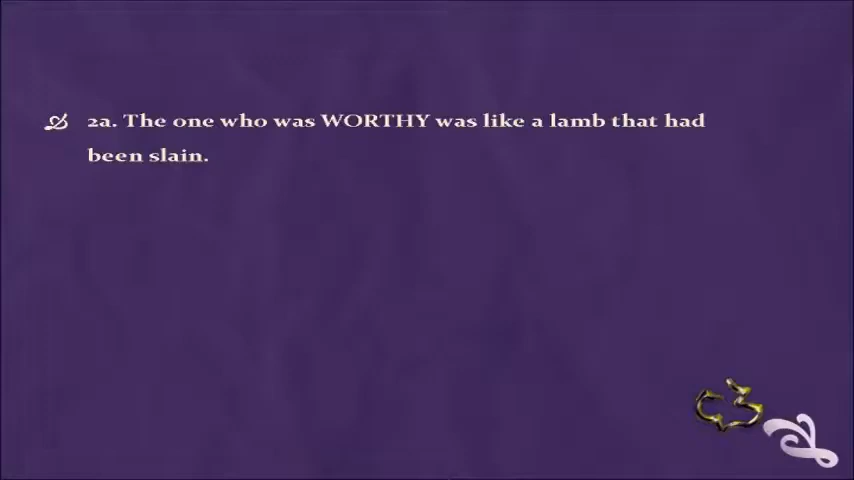 2a. The one who was WORTHY was like a lamb that had
been slain.